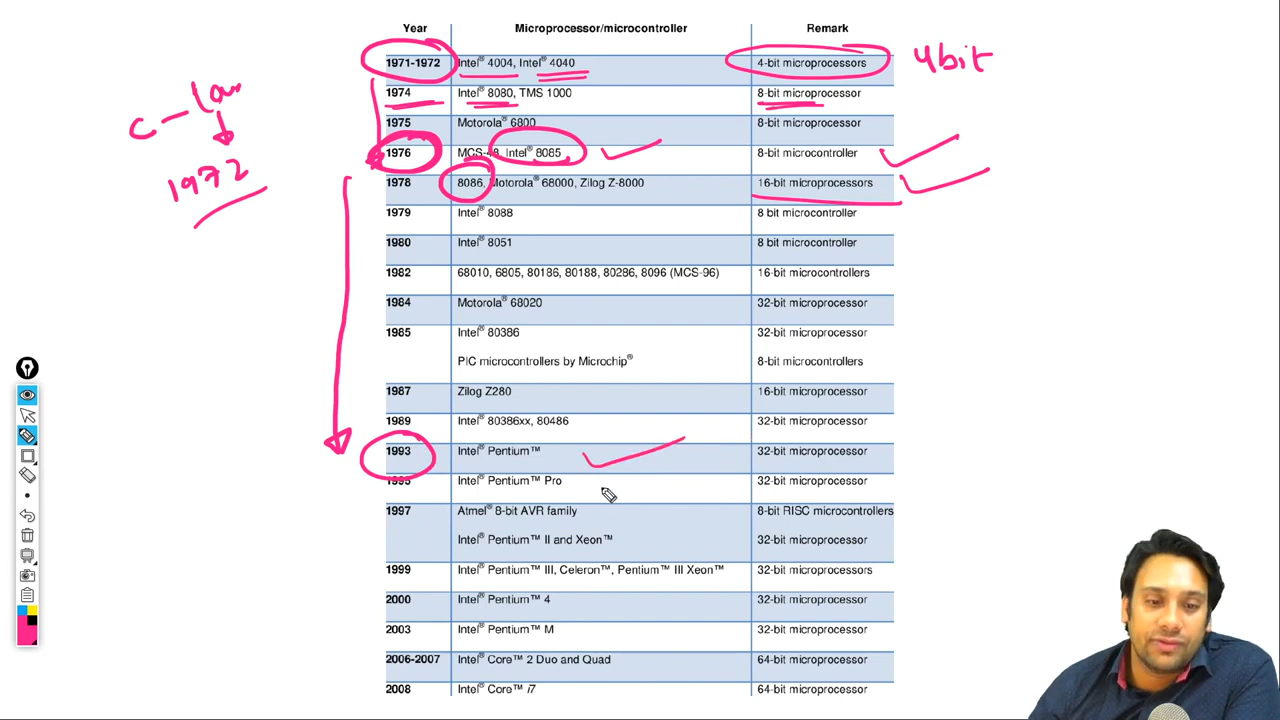 Year Microprocessor/microcontroller Remark
1971-1972 Intel® 4004, Intel® 4040 4-bit microprocessors
4bit
C - lan
1972
1974 Intel® 8080, TMS 1000 8-bit microprocessor
1975 Motorola® 6800 8-bit microprocessor
1976 MCS-48, Intel® 8085 8-bit microcontroller
1978 8086, Motorola® 68000, Zilog Z-8000 16-bit microprocessors
1979 Intel® 8088 8 bit microcontroller
1980 Intel® 8051 8 bit microcontroller
1982 68010, 6805, 80186, 80188, 80286, 8096 (MCS-96) 16-bit microcontrollers
1984 Motorola® 68020 32-bit microprocessor
1985 Intel® 80386 32-bit microprocessor
PIC microcontrollers by Microchip® 8-bit microcontrollers
1987 Zilog Z280 16-bit microprocessor
1989 Intel® 80386xx, 80486 32-bit microprocessor
1993 Intel® Pentium™ 32-bit microprocessor
1995 Intel® Pentium™ Pro 32-bit microprocessor
1997 Atmel® 8-bit AVR family 8-bit RISC microcontrollers
Intel® Pentium™ II and Xeon™ 32-bit microprocessor
1999 Intel® Pentium™ III, Celeron™, Pentium™ III Xeon™ 32-bit microprocessors
2000 Intel® Pentium™ 4 32-bit microprocessor
2003 Intel® Pentium™ M 32-bit microprocessor
2006-2007 Intel® Core™ 2 Duo and Quad 64-bit microprocessor
2008 Intel® Core™ i7 64-bit microprocessor